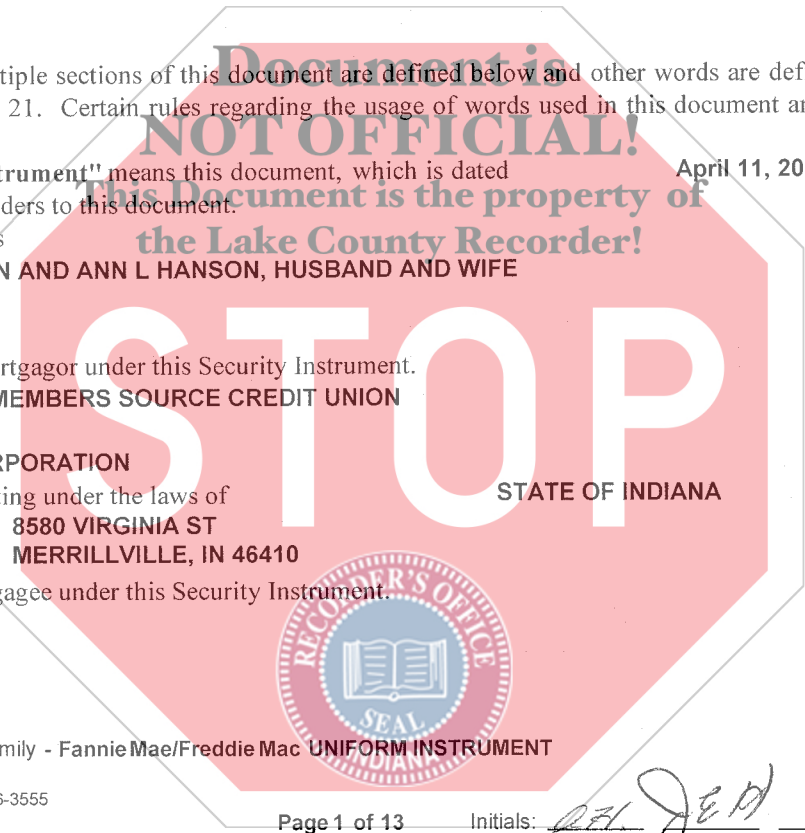 Document is
tiple sections of this document are defined below and other words are def
21. Certain rules regarding the usage of words used in this document a
NOT OFFICIAL!
trument" means this document, which is dated April 11, 20
This Document is the property of
ders to this document.
the Lake County Recorder!
N AND ANN L HANSON, HUSBAND AND WIFE
STOP
rtgagor under this Security Instrument.
MEMBERS SOURCE CREDIT UNION
RPORATION
ting under the laws of STATE OF INDIANA
8580 VIRGINIA ST
MERRILLVILLE, IN 46410
gagee under this Security Instrument.
RECORDER'S OFFICE
SEAL
INDIANA
mily - Fannie Mae/Freddie Mac UNIFORM INSTRUMENT
6-3555
Page 1 of 13 Initials: